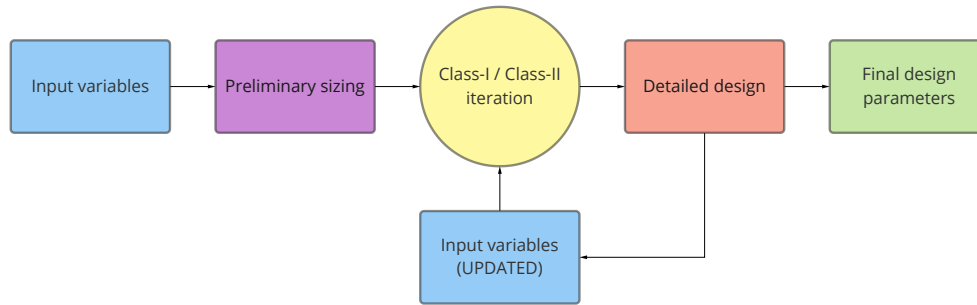 Input variables
Preliminary sizing
Class-I / Class-II
iteration
Detailed design
Final design
parameters
Input variables
(UPDATED)